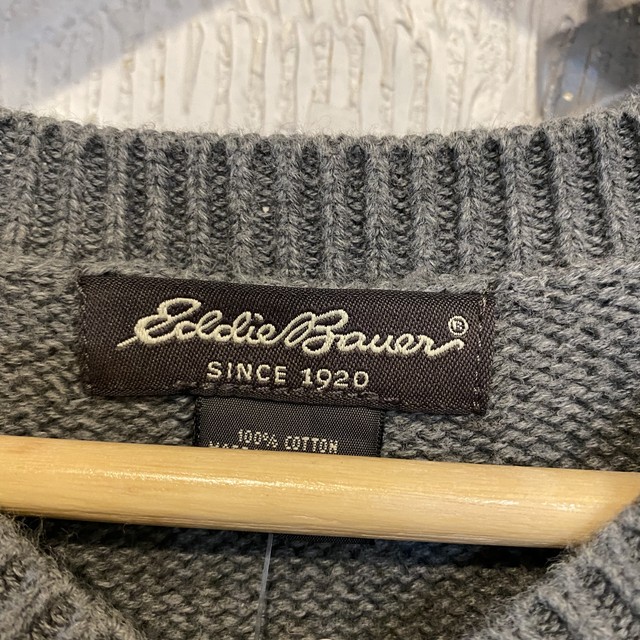 Eddie Bauer®
SINCE 1920
100% COTTON